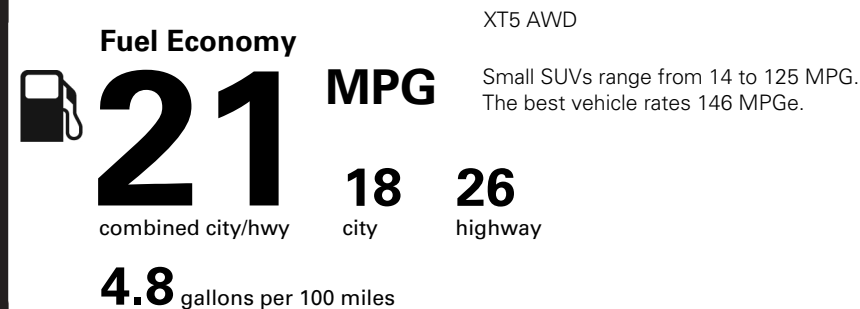 XT5 AWD
Fuel Economy
21 MPG
Small SUVs range from 14 to 125 MPG.
The best vehicle rates 146 MPGe.
18 26
combined city/hwy city highway
4.8 gallons per 100 miles